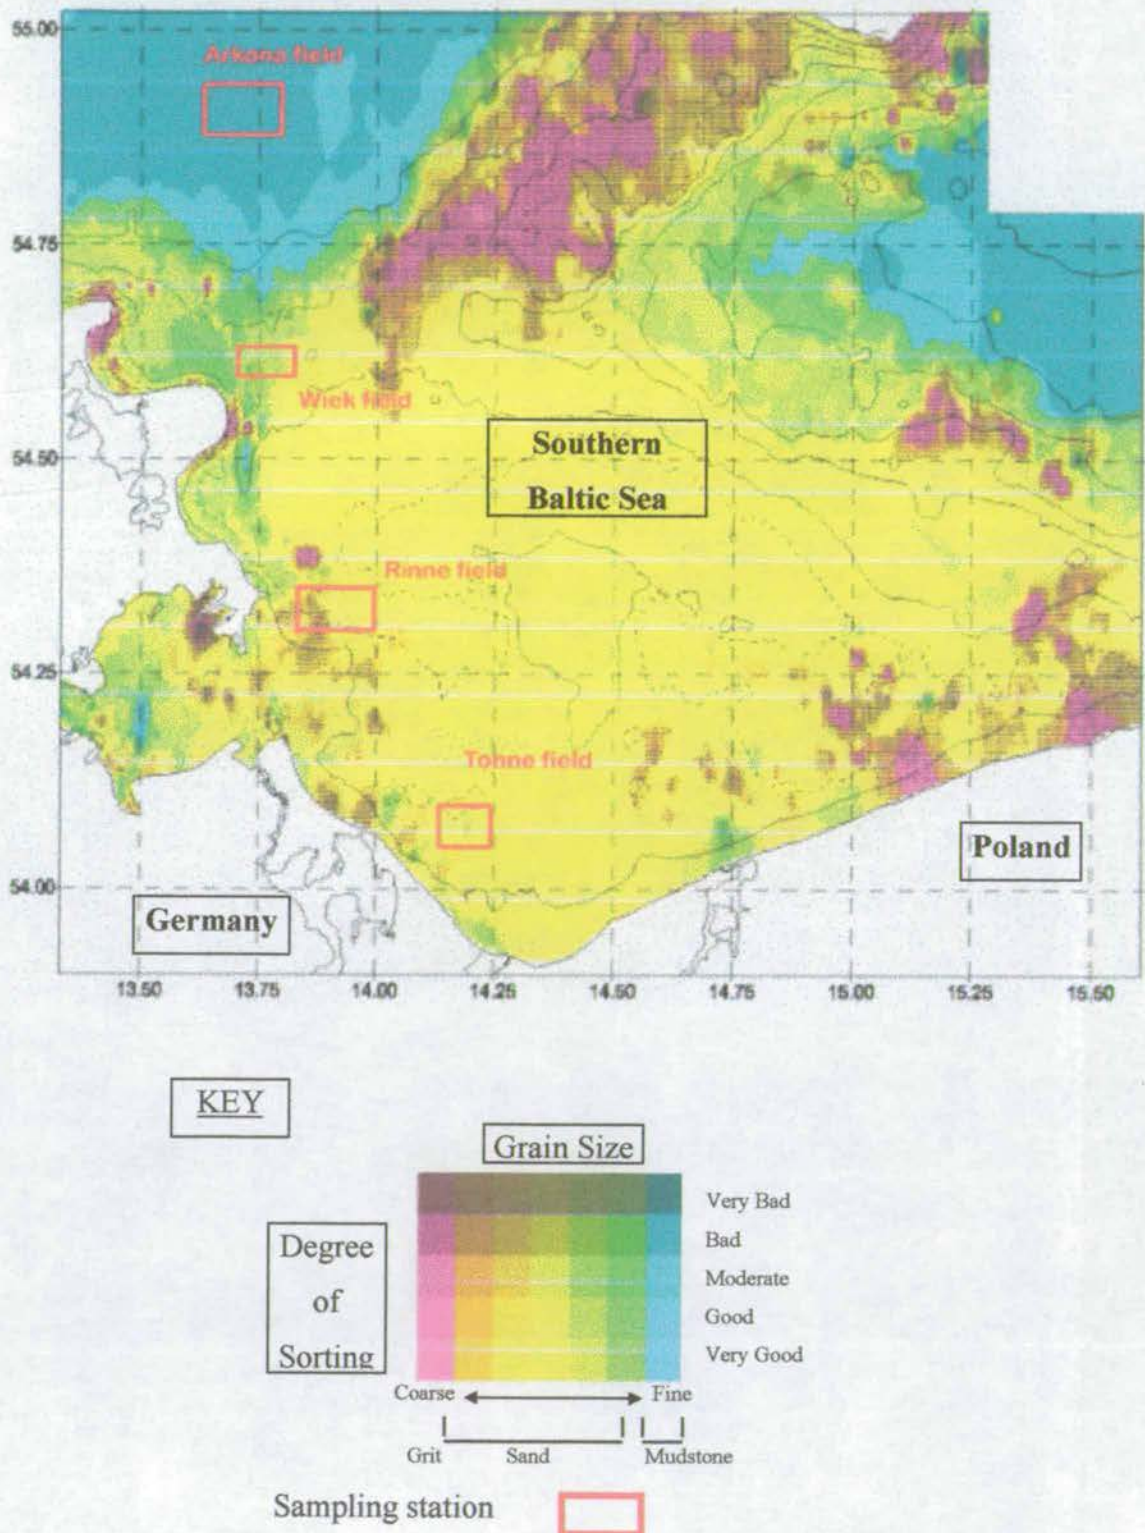 55.00
Arkona field
54.75
Wiek field
54.50
Southern
Baltic Sea
Rinne field
54.25
Tonne field
Poland
54.00
Germany
13.50 13.75 14.00 14.25 14.50 14.75 15.00 15.25 15.50
KEY
Grain Size
Very Bad
Degree
of
Sorting
Bad
Moderate
Good
Very Good
Coarse Fine
Grit Sand Mudstone
Sampling station